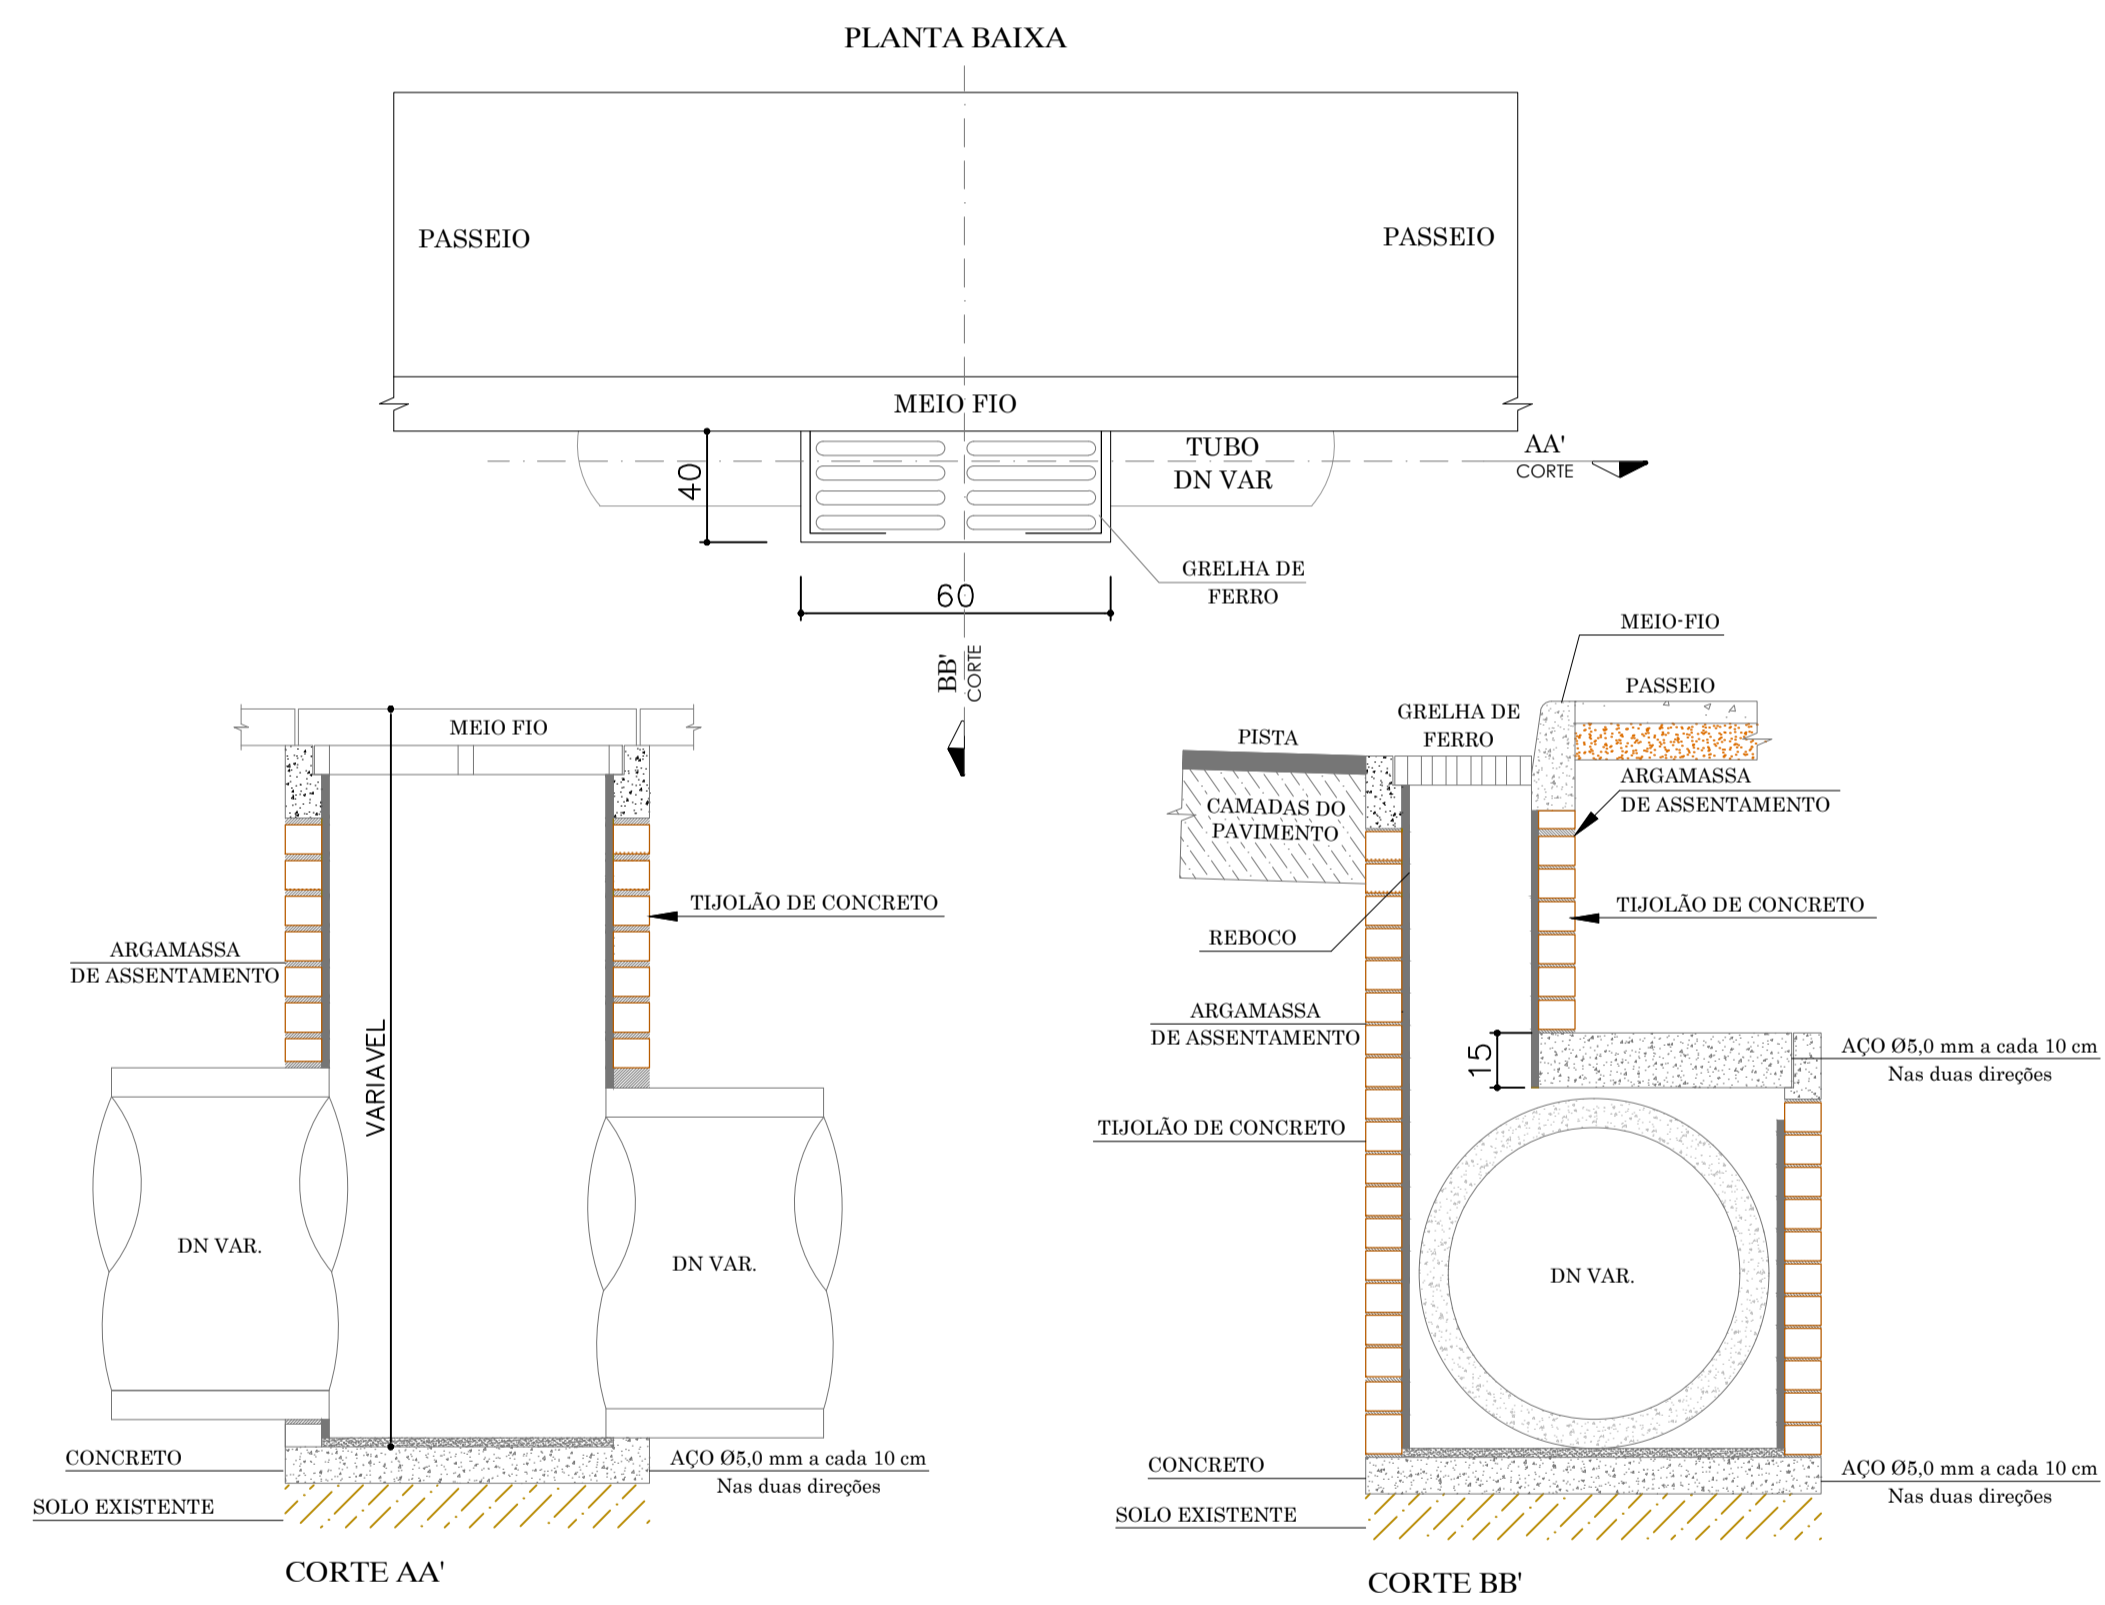 PLANTA BAIXA
PASSEIO
PASSEIO
MEIO FIO
TUBO
DN VAR
AA'
CORTE
40
GRELHA DE
FERRO
60
BB'
CORTE
MEIO FIO
VARIAVEL
TIJOLÃO DE CONCRETO
ARGAMASSA
DE ASSENTAMENTO
DN VAR.
DN VAR.
CONCRETO
AÇO Ø5,0 mm a cada 10 cm
Nas duas direções
SOLO EXISTENTE
CORTE AA'
MEIO-FIO
PASSEIO
GRELHA DE
FERRO
PISTA
CAMADAS DO
PAVIMENTO
ARGAMASSA
DE ASSENTAMENTO
TIJOLÃO DE CONCRETO
REBOCO
ARGAMASSA
DE ASSENTAMENTO
15
AÇO Ø5,0 mm a cada 10 cm
Nas duas direções
TIJOLÃO DE CONCRETO
DN VAR.
CONCRETO
AÇO Ø5,0 mm a cada 10 cm
Nas duas direções
SOLO EXISTENTE
CORTE BB'